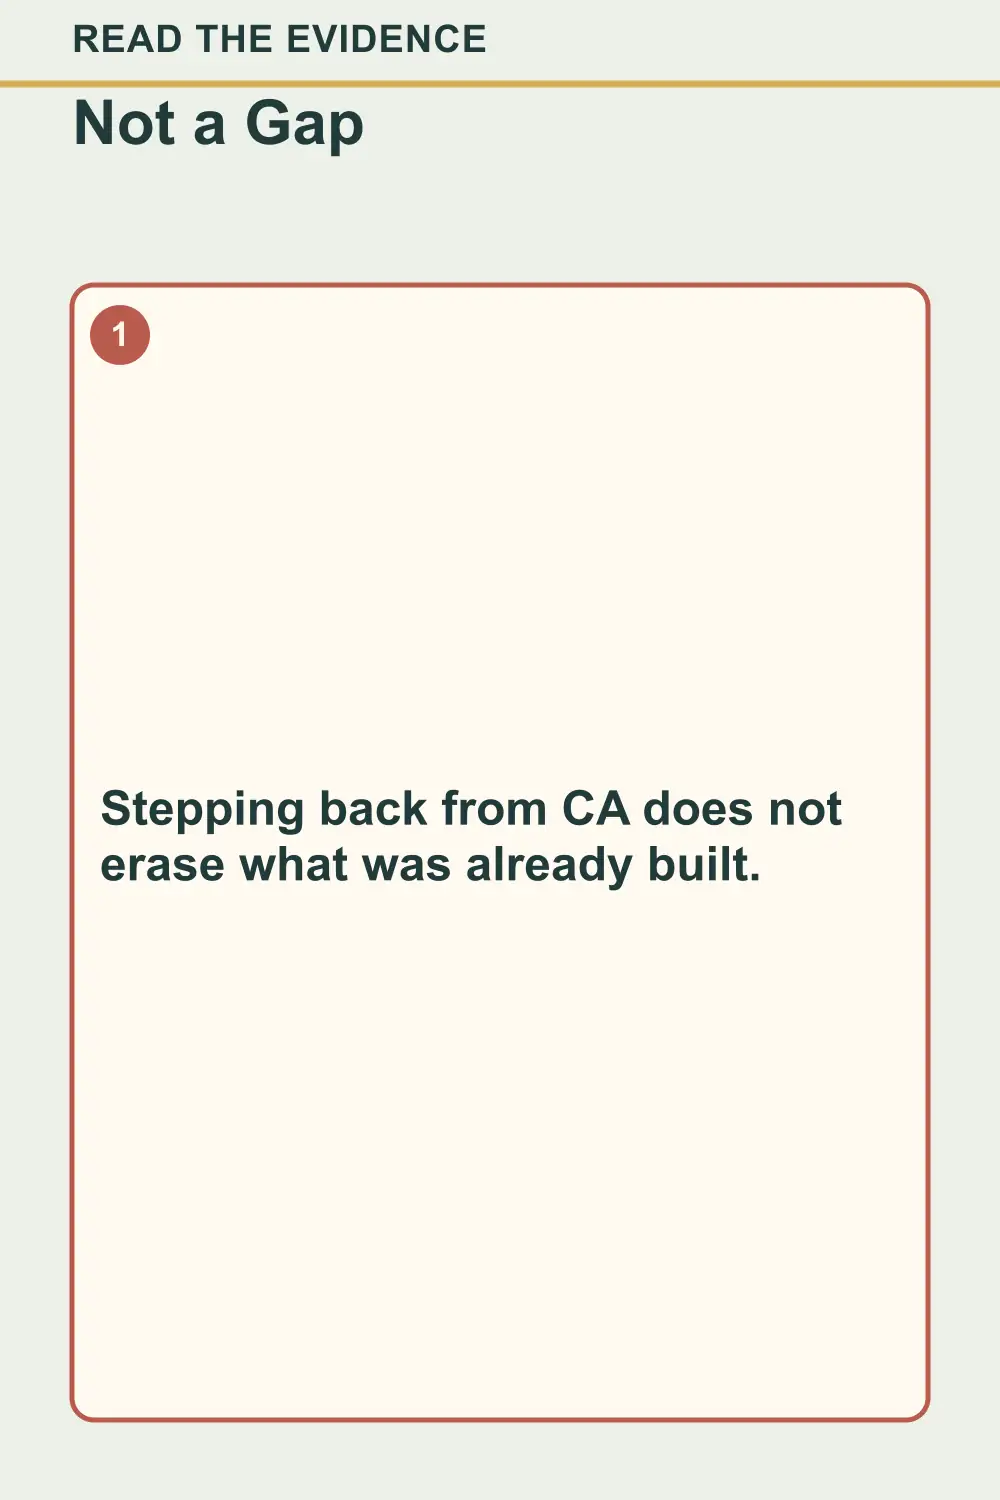 READ THE EVIDENCE
Not a Gap
1
Stepping back from CA does not
erase what was already built.